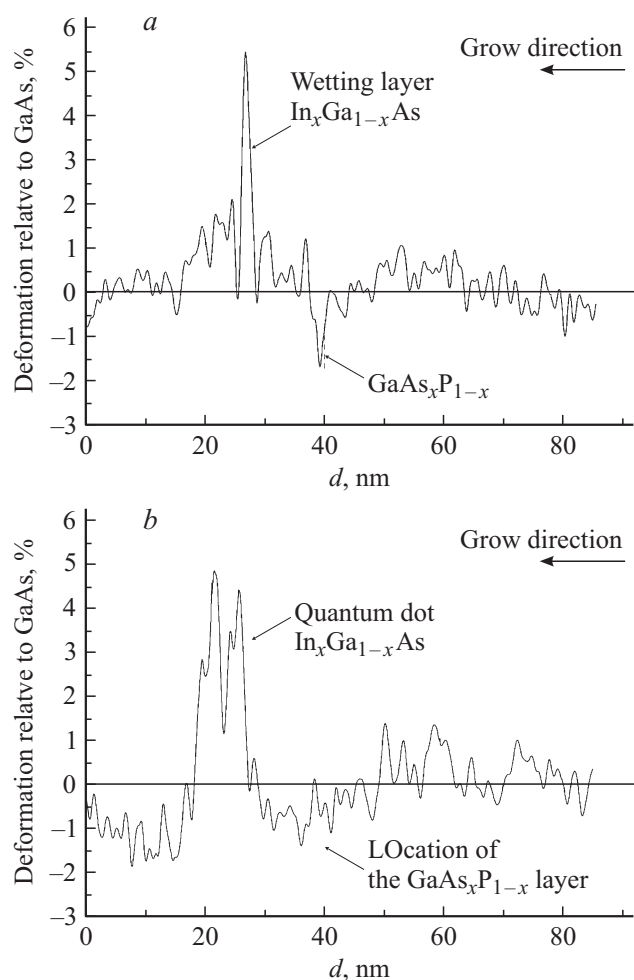 a
Grow direction
Wetting layer
InₓGa₁₋ₓAs
GaAsₓP₁₋ₓ
Deformation relatve to GaAs, %
6
5
4
3
2
1
0
–1
–2
–3
0
20
40
60
80
d, nm
b
Grow direction
Quantum dot
InₓGa₁₋ₓAs
LOcation of
the GaAsₓP₁₋ₓ layer
Deformation relatve to GaAs, %
6
5
4
3
2
1
0
–1
–2
–3
0
20
40
60
80
d, nm